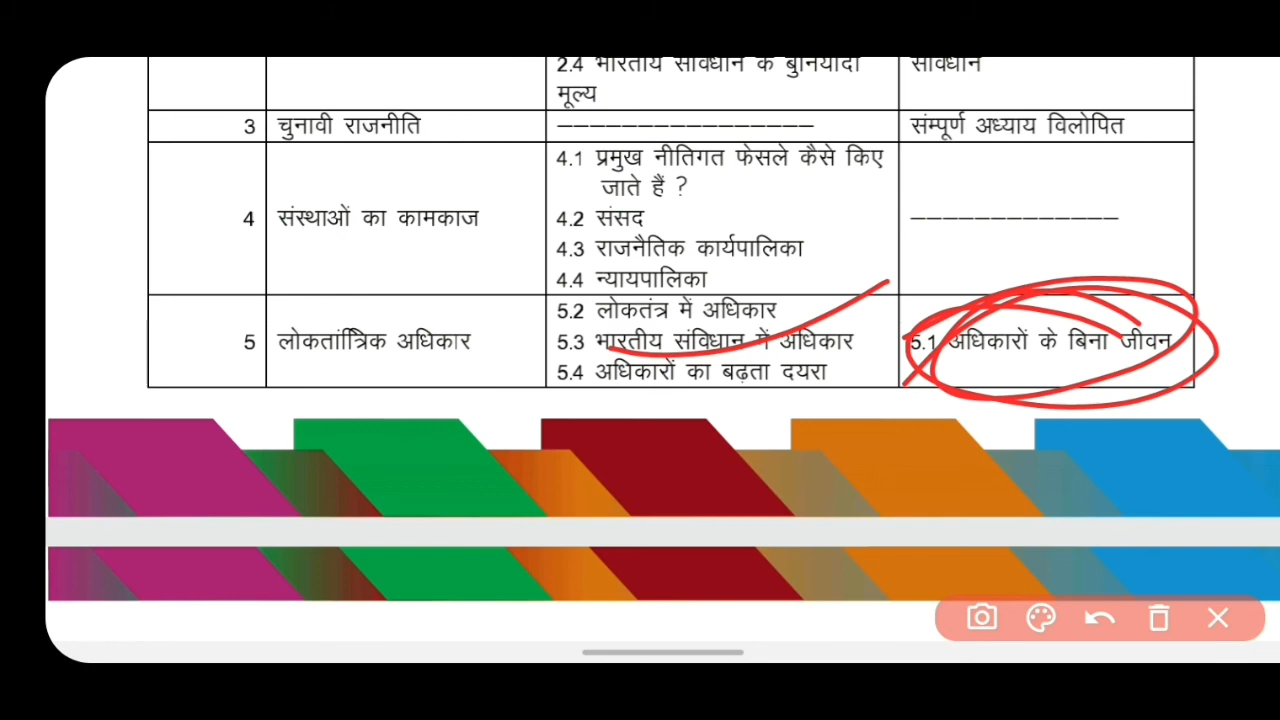 2.4 भारतीय संविधान के बुनियादी
संविधान
मूल्य
3 चुनावी राजनीति ———————————————— संम्पूर्ण अध्याय विलोपित
4.1 प्रमुख नीतिगत फेसले कैसे किए
जाते हैं ?
4 संस्थाओं का कामकाज 4.2 संसद —————————————
4.3 राजनैतिक कार्यपालिका
4.4 न्यायपालिका
5.2 लोकतंत्र में अधिकार
5 लोकतांत्रिक अधिकार 5.3 भारतीय संविधान में अधिकार 5.1 अधिकारों के बिना जीवन
5.4 अधिकारों का बढ़ता दयरा